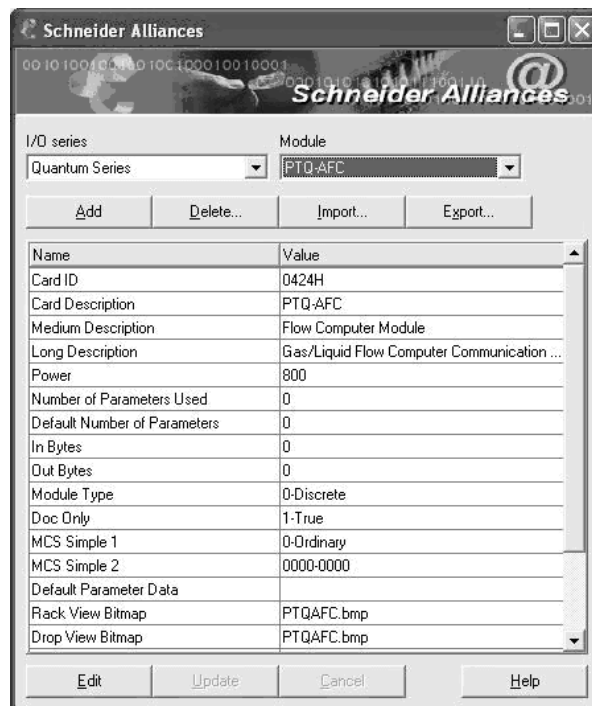 Schneider Alliances
Schneider Alliances
I/O series Module
Quantum Series PTQ-AFC
Add Delete... Import... Export...
Name Value
Card ID 0424H
Card Description PTQ-AFC
Medium Description Flow Computer Module
Long Description Gas/Liquid Flow Computer Communication ...
Power 800
Number of Parameters Used 0
Default Number of Parameters 0
In Bytes 0
Out Bytes 0
Module Type 0-Discrete
Doc Only 1-True
MCS Simple 1 0-Ordinary
MCS Simple 2 0000-0000
Default Parameter Data
Rack View Bitmap PTQAFC.bmp
Drop View Bitmap PTQAFC.bmp
Edit Update Cancel Help